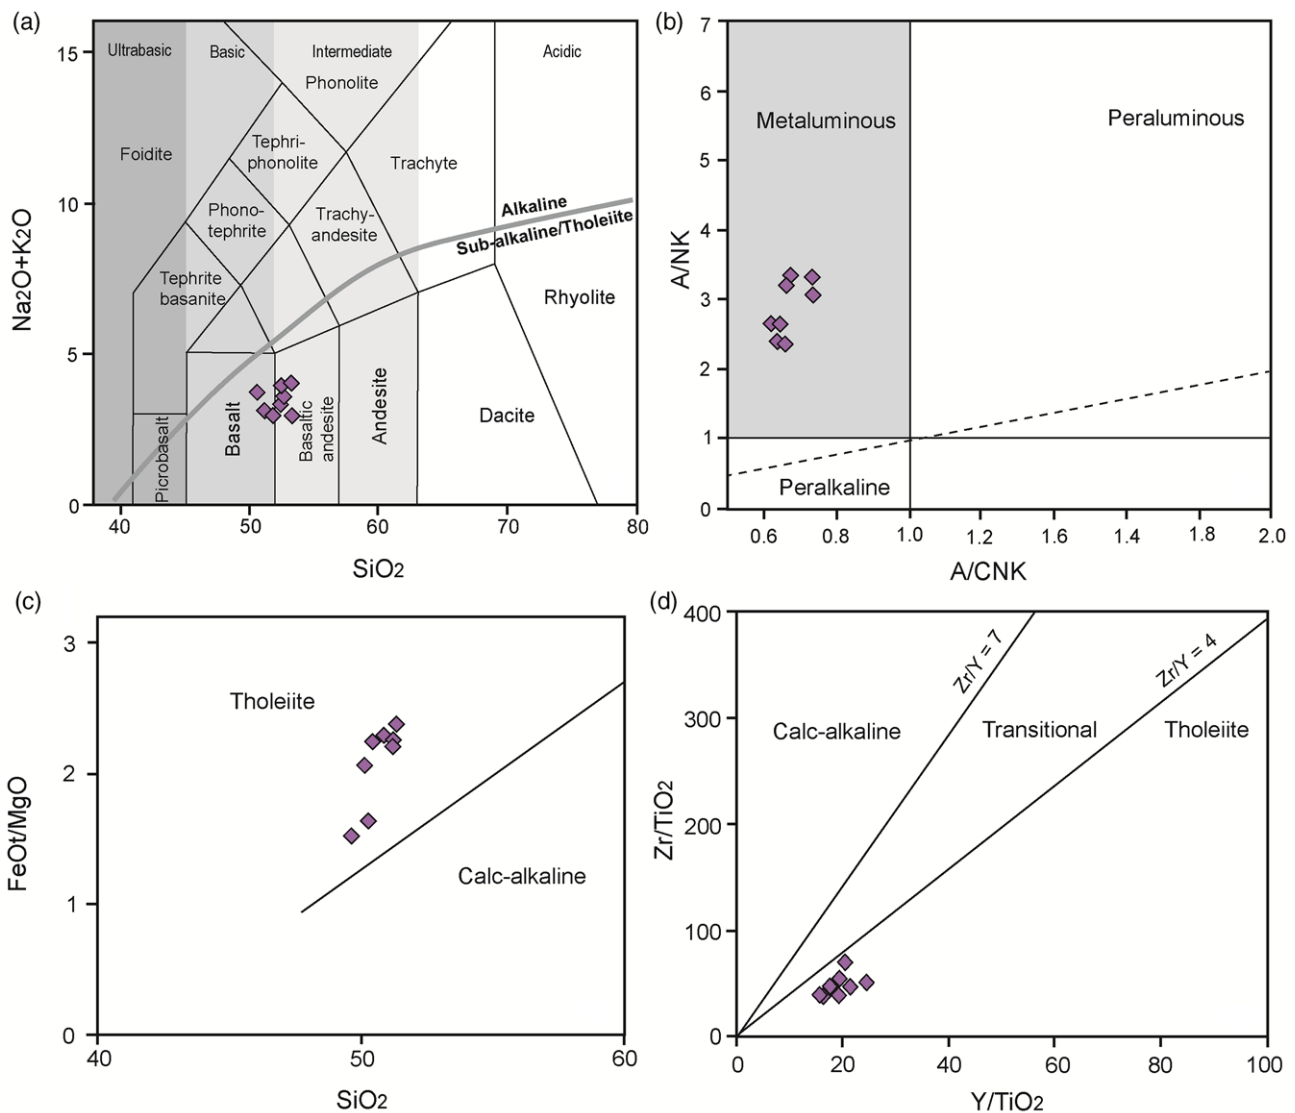 (a)
Ultrabasic
Basic
Intermediate
Acidic
Phonolite
Foidite
Tephri-
phonolite
Trachyte
Phono-
tephrite
Trachy-
andesite
Alkaline
Sub-alkaline/Tholeiite
Tephrite
basanite
Rhyolite
Picrobasalt
Basalt
Basaltic
andesite
Andesite
Dacite
15
10
5
0
Na2O+K2O
40
50
60
70
80
SiO2
(b)
Metaluminous
Peraluminous
Peralkaline
7
6
5
4
3
2
1
0
A/NK
0.6
0.8
1.0
1.2
1.6
1.4
1.8
2.0
A/CNK
(c)
Tholeiite
Calc-alkaline
3
2
1
0
FeOt/MgO
40
50
60
SiO2
(d)
Zr/Y = 7
Zr/Y = 4
Calc-alkaline
Transitional
Tholeiite
400
300
200
100
0
Zr/TiO2
0
20
40
60
80
100
Y/TiO2